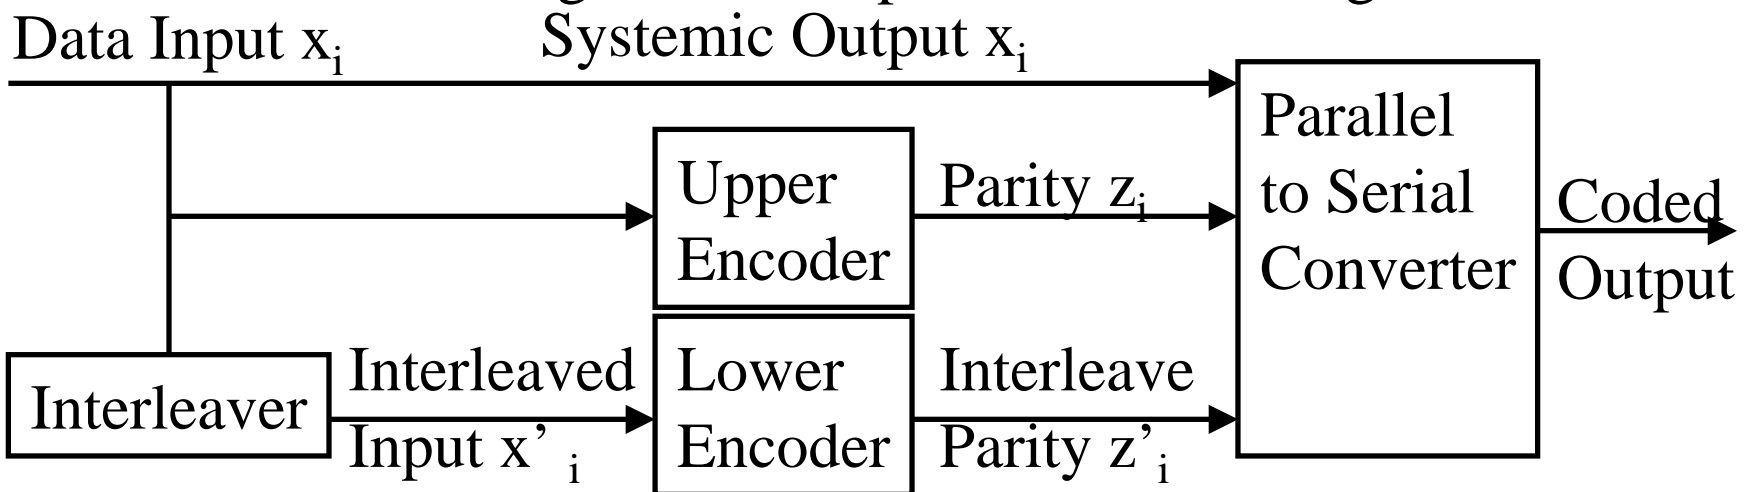 Data Input xi
Systemic Output xi
Parallel
to Serial
Converter
Upper
Encoder
Parity zi
Coded
Output
Interleaver
Interleaved
Input x’ i
Lower
Encoder
Interleave
Parity z’i